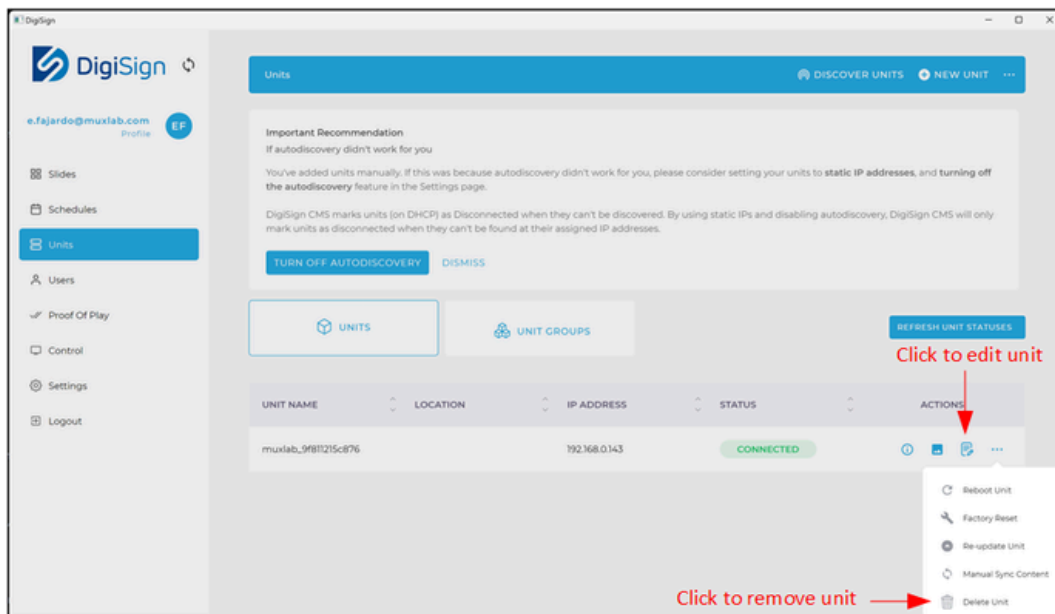 DigiSign
DigiSign
e.fajardo@muxlab.com
Profile
EF
Slides
Schedules
Units
Users
Proof Of Play
Control
Settings
Logout
Units
DISCOVER UNITS
NEW UNIT
Important Recommendation
If autodiscovery didn't work for you
You've added units manually. If this was because autodiscovery didn't work for you, please consider setting your units to static IP addresses, and turning off
the autodiscovery feature in the Settings page.
DigiSign CMS marks units (on DHCP) as Disconnected when they can't be discovered. By using static IPs and disabling autodiscovery, DigiSign CMS will only
mark units as disconnected when they can't be found at their assigned IP addresses.
TURN OFF AUTODISCOVERY
DISMISS
UNITS
UNIT GROUPS
REFRESH UNIT STATUSES
Click to edit unit
UNIT NAME
LOCATION
IP ADDRESS
STATUS
ACTIONS
muxlab_9f811215c876
192.168.0.143
CONNECTED
Reboot Unit
Factory Reset
Re-update Unit
Manual Sync Content
Click to remove unit
Delete Unit